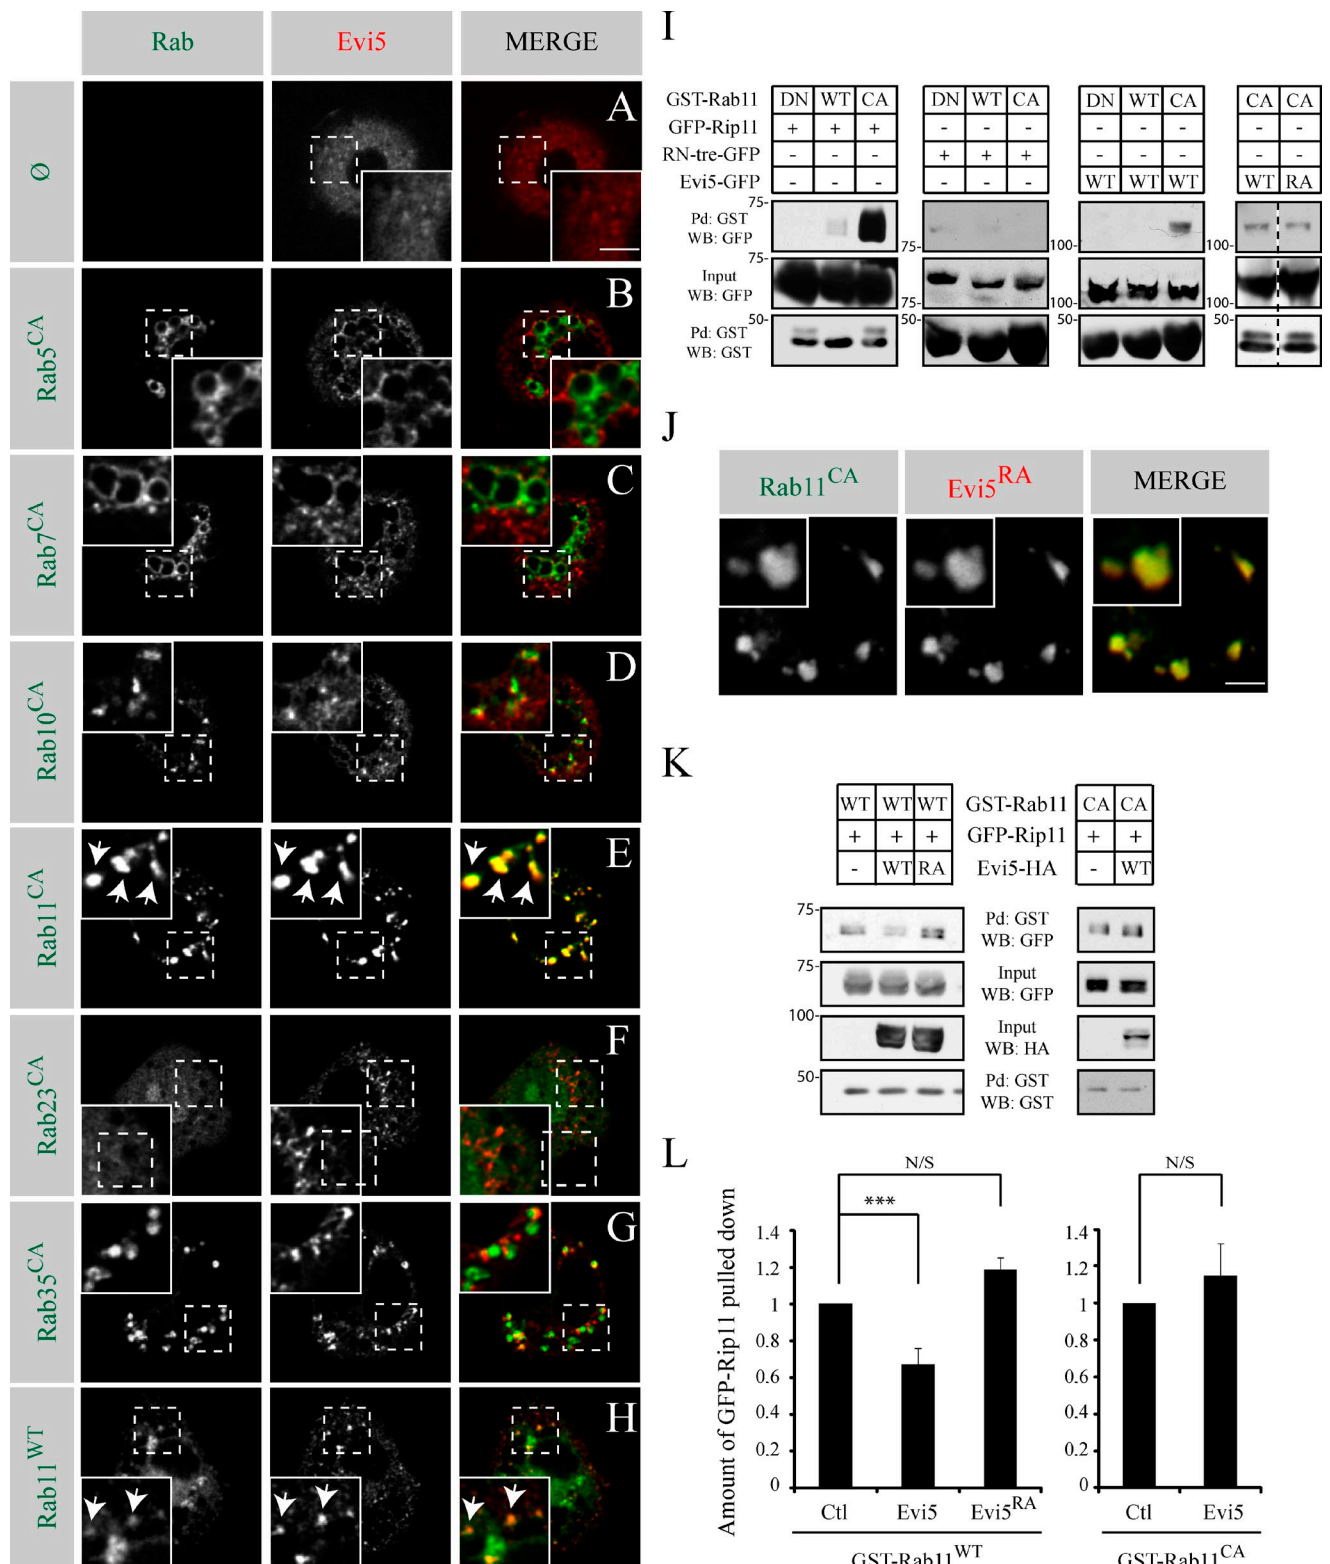 Rab Evi5 MERGE
Ø A
Rab5CA B
Rab7CA C
Rab10CA D
Rab11CA E
Rab23CA F
Rab35CA G
Rab11WT H
I
GST-Rab11 DN WT CA DN WT CA DN WT CA CA CA
GFP-Rip11 + + + - - - - - - - -
RN-tre-GFP - - - + + + - - - - -
Evi5-GFP - - - - - - WT WT WT WT RA
Pd: GST
WB: GFP
75-
75-
100-
100-
Input
WB: GFP
75-
75-
100-
100-
Pd: GST
WB: GST
50-
50-
50-
50-
J
Rab11CA Evi5RA MERGE
K
WT WT WT GST-Rab11 CA CA
+ + + GFP-Rip11 + +
- WT RA Evi5-HA - WT
75-
Pd: GST
WB: GFP
75-
Input
WB: GFP
100-
Input
WB: HA
50-
Pd: GST
WB: GST
L
N/S
***
N/S
Amount of GFP-Rip11 pulled down
1.4
1.2
1
0.8
0.6
0.4
0.2
0
Ctl Evi5 Evi5RA
GST-Rab11WT
1.4
1.2
1
0.8
0.6
0.4
0.2
0
Ctl Evi5
GST-Rab11CA